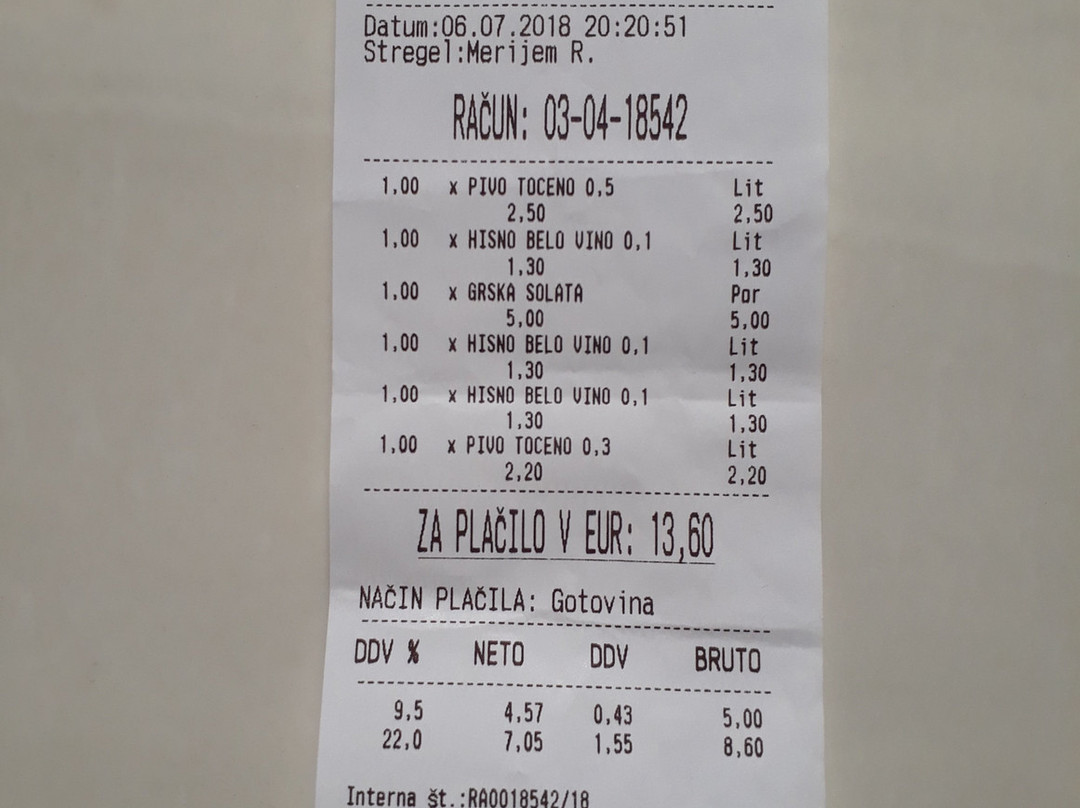 Datum:06.07.2018 20:20:51
Stregel:Merijem R.
RAČUN: 03-04-18542
1,00 x PIVO TOCENO 0,5 Lit
2,50 2,50
1,00 x HISNO BELO VINO 0,1 Lit
1,30 1,30
1,00 x GRSKA SOLATA Por
5,00 5,00
1,00 x HISNO BELO VINO 0,1 Lit
1,30 1,30
1,00 x HISNO BELO VINO 0,1 Lit
1,30 1,30
1,00 x PIVO TOCENO 0,3 Lit
2,20 2,20
ZA PLAČILO V EUR: 13,60
NAČIN PLAČILA: Gotovina
DDV % NETO DDV BRUTO
9,5 4,57 0,43 5,00
22,0 7,05 1,55 8,60
Interna št.:RA0018542/18